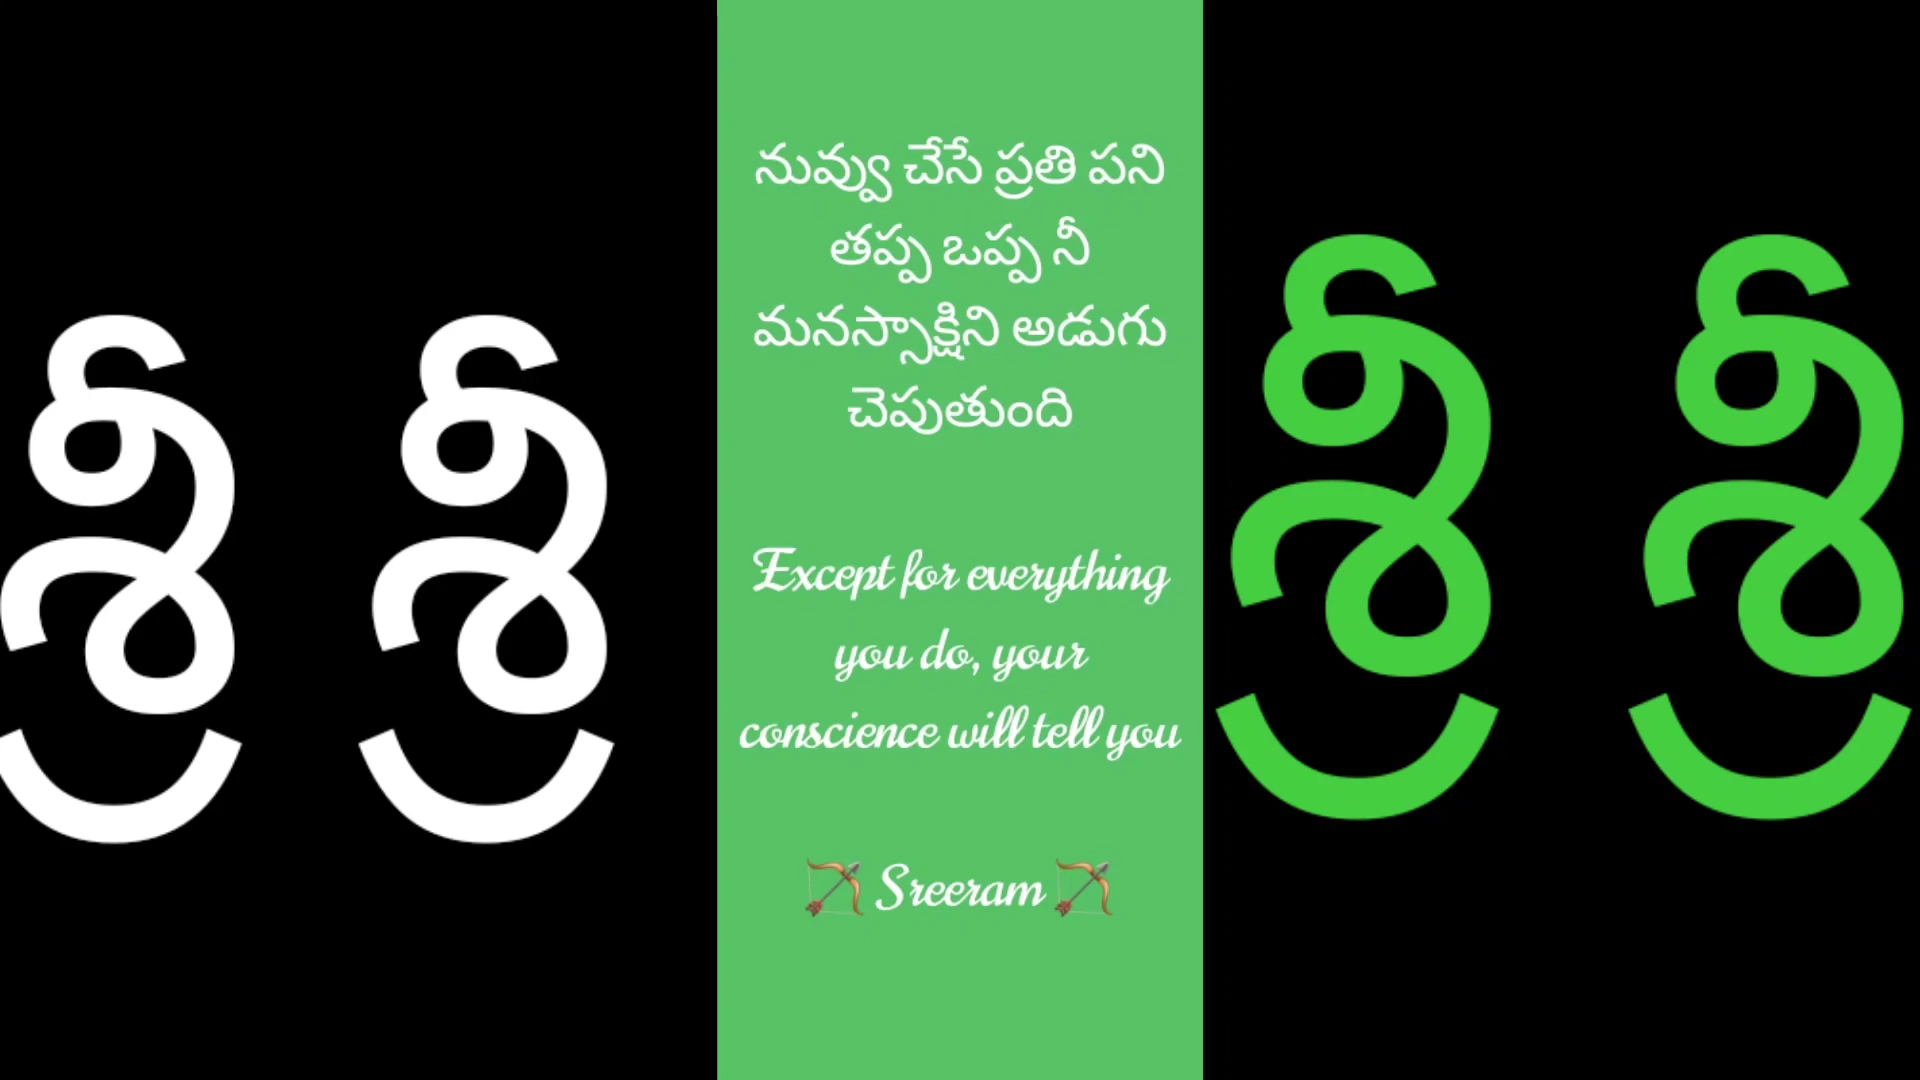 శ్రీ శ్రీ
నువ్వు చేసే ప్రతి పని
తప్ప ఒప్ప నీ
మనస్సాక్షిని అడుగు
చెపుతుంది
Except for everything
you do, your
conscience will tell you
🏹 Sreeram 🏹
శ్రీ శ్రీ